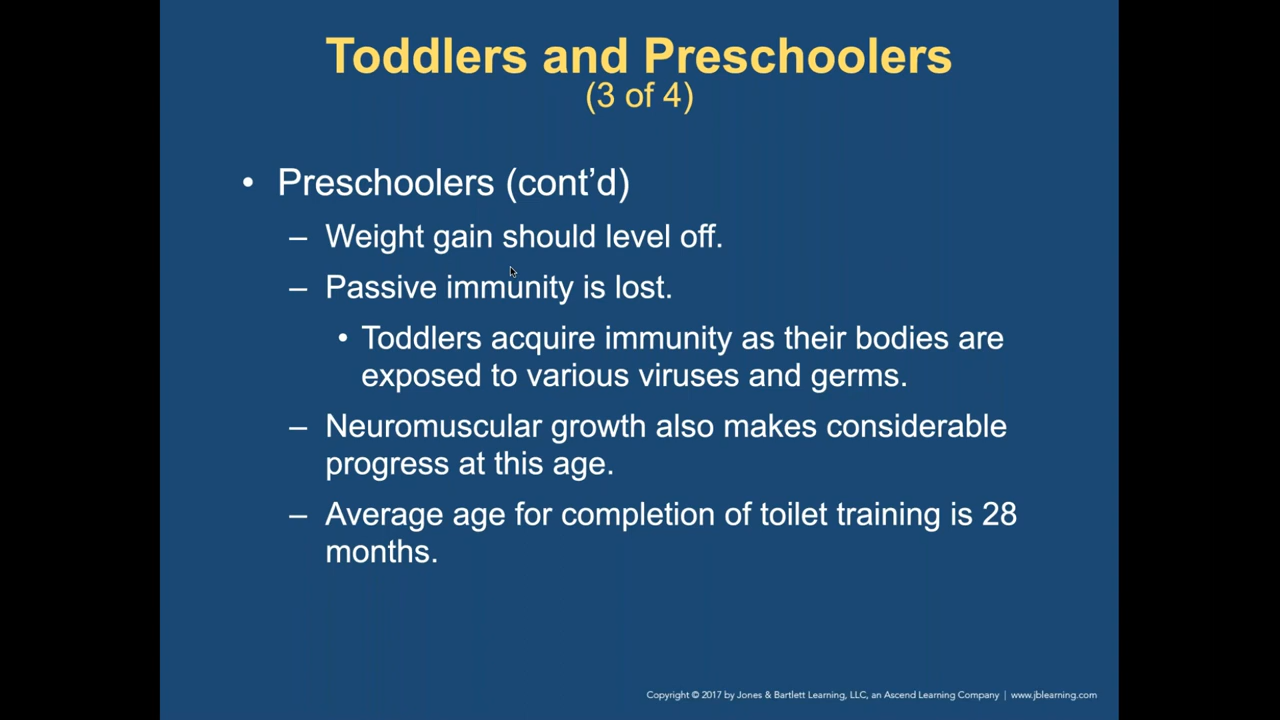 Toddlers and Preschoolers
(3 of 4)
• Preschoolers (cont’d)
– Weight gain should level off.
– Passive immunity is lost.
• Toddlers acquire immunity as their bodies are
exposed to various viruses and germs.
– Neuromuscular growth also makes considerable
progress at this age.
– Average age for completion of toilet training is 28
months.
Copyright © 2017 by Jones & Bartlett Learning, LLC, an Ascend Learning Company | www.jblearning.com